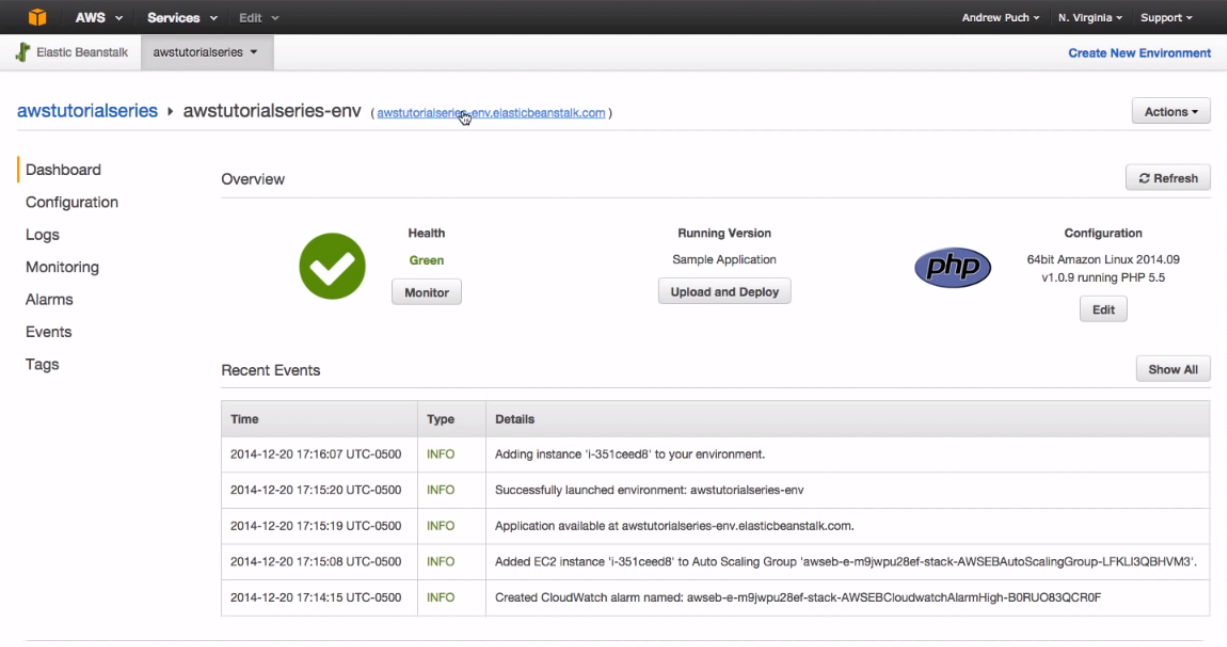 AWS Services Edit Andrew Puch N. Virginia Support
Elastic Beanstalk awstutorialseries Create New Environment
awstutorialseries awstutorialseries-env ( awstutorialseries-env.elasticbeanstalk.com ) Actions
Dashboard
Configuration
Logs
Monitoring
Alarms
Events
Tags
Overview Refresh
Health
Green
Monitor
Running Version
Sample Application
Upload and Deploy
php
Configuration
64bit Amazon Linux 2014.09
v1.0.9 running PHP 5.5
Edit
Recent Events Show All
Time Type Details
2014-12-20 17:16:07 UTC-0500 INFO Adding instance 'i-351ceed8' to your environment.
2014-12-20 17:15:20 UTC-0500 INFO Successfully launched environment: awstutorialseries-env
2014-12-20 17:15:19 UTC-0500 INFO Application available at awstutorialseries-env.elasticbeanstalk.com.
2014-12-20 17:15:08 UTC-0500 INFO Added EC2 instance 'i-351ceed8' to Auto Scaling Group 'awseb-e-m9jwpu28ef-stack-AWSEBAutoScalingGroup-LFKLI3QBHVM3'.
2014-12-20 17:14:15 UTC-0500 INFO Created CloudWatch alarm named: awseb-e-m9jwpu28ef-stack-AWSEBCloudwatchAlarmHigh-B0RUO83QCR0F